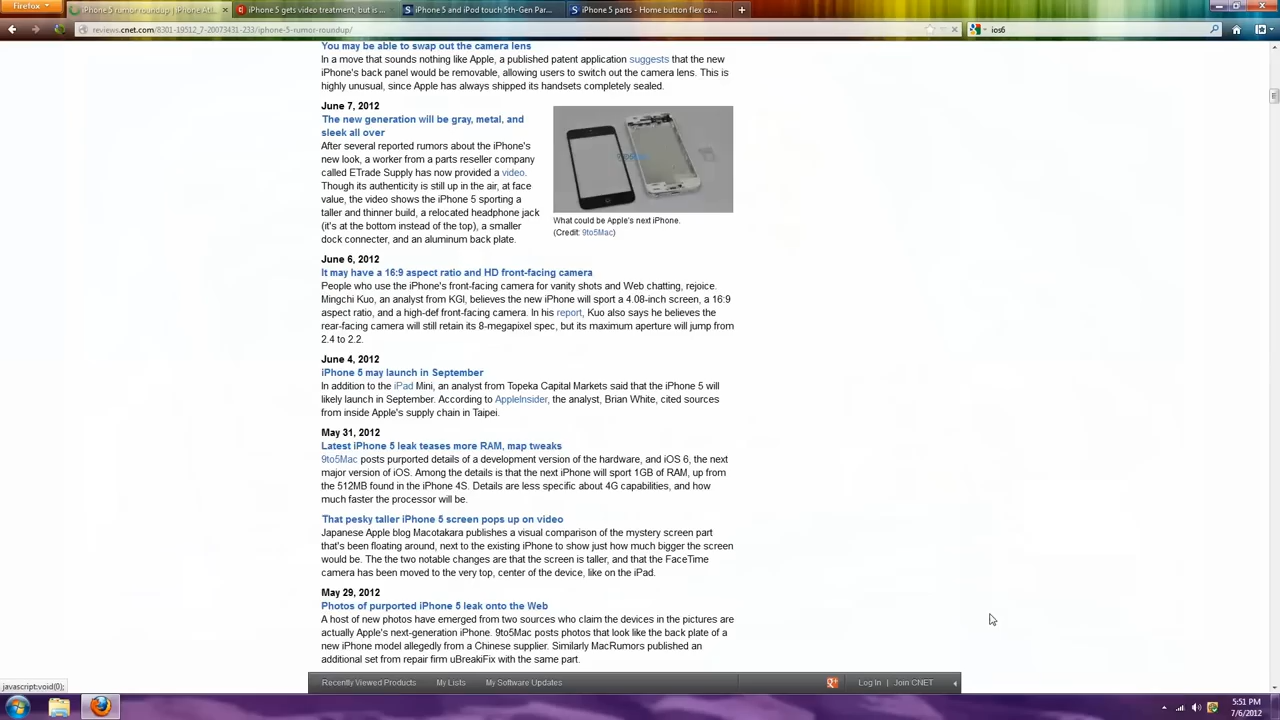 Firefox
iPhone 5 rumor roundup | iPhone Atl...
iPhone 5 gets video treatment, but is ...
iPhone 5 and iPod touch 5th-Gen Par...
iPhone 5 parts - Home button flex ca...
reviews.cnet.com/8301-19512_7-20073431-233/iphone-5-rumor-roundup/
ios6
You may be able to swap out the camera lens
In a move that sounds nothing like Apple, a published patent application suggests that the new
iPhone's back panel would be removable, allowing users to switch out the camera lens. This is
highly unusual, since Apple has always shipped its handsets completely sealed.
June 7, 2012
The new generation will be gray, metal, and
sleek all over
After several reported rumors about the iPhone's
new look, a worker from a parts reseller company
called ETrade Supply has now provided a video.
Though its authenticity is still up in the air, at face
value, the video shows the iPhone 5 sporting a
taller and thinner build, a relocated headphone jack
(it's at the bottom instead of the top), a smaller
dock connecter, and an aluminum back plate.
What could be Apple's next iPhone.
(Credit: 9to5Mac)
June 6, 2012
It may have a 16:9 aspect ratio and HD front-facing camera
People who use the iPhone's front-facing camera for vanity shots and Web chatting, rejoice.
Mingchi Kuo, an analyst from KGI, believes the new iPhone will sport a 4.08-inch screen, a 16:9
aspect ratio, and a high-def front-facing camera. In his report, Kuo also says he believes the
rear-facing camera will still retain its 8-megapixel spec, but its maximum aperture will jump from
2.4 to 2.2.
June 4, 2012
iPhone 5 may launch in September
In addition to the iPad Mini, an analyst from Topeka Capital Markets said that the iPhone 5 will
likely launch in September. According to AppleInsider, the analyst, Brian White, cited sources
from inside Apple's supply chain in Taipei.
May 31, 2012
Latest iPhone 5 leak teases more RAM, map tweaks
9to5Mac posts purported details of a development version of the hardware, and iOS 6, the next
major version of iOS. Among the details is that the next iPhone will sport 1GB of RAM, up from
the 512MB found in the iPhone 4S. Details are less specific about 4G capabilities, and how
much faster the processor will be.
That pesky taller iPhone 5 screen pops up on video
Japanese Apple blog Macotakara publishes a visual comparison of the mystery screen part
that's been floating around, next to the existing iPhone to show just how much bigger the screen
would be. The the two notable changes are that the screen is taller, and that the FaceTime
camera has been moved to the very top, center of the device, like on the iPad.
May 29, 2012
Photos of purported iPhone 5 leak onto the Web
A host of new photos have emerged from two sources who claim the devices in the pictures are
actually Apple's next-generation iPhone. 9to5Mac posts photos that look like the back plate of a
new iPhone model allegedly from a Chinese supplier. Similarly MacRumors published an
additional set from repair firm uBreakiFix with the same part.
Recently Viewed Products
My Lists
My Software Updates
Log In | Join CNET
javascript:void(0);
5:51 PM
7/6/2012